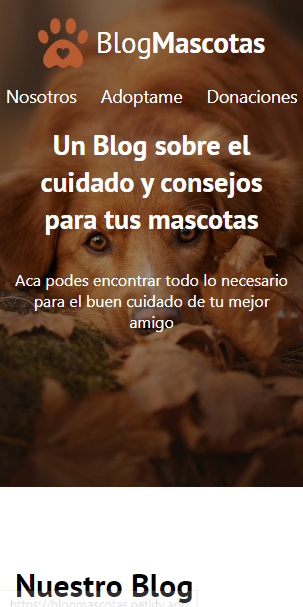 BlogMascotas
Nosotros Adoptame Donaciones
Un Blog sobre el
cuidado y consejos
para tus mascotas
Aca podes encontrar todo lo necesario
para el buen cuidado de tu mejor
amigo
Nuestro Blog
https://blogmascotas.netlify.app